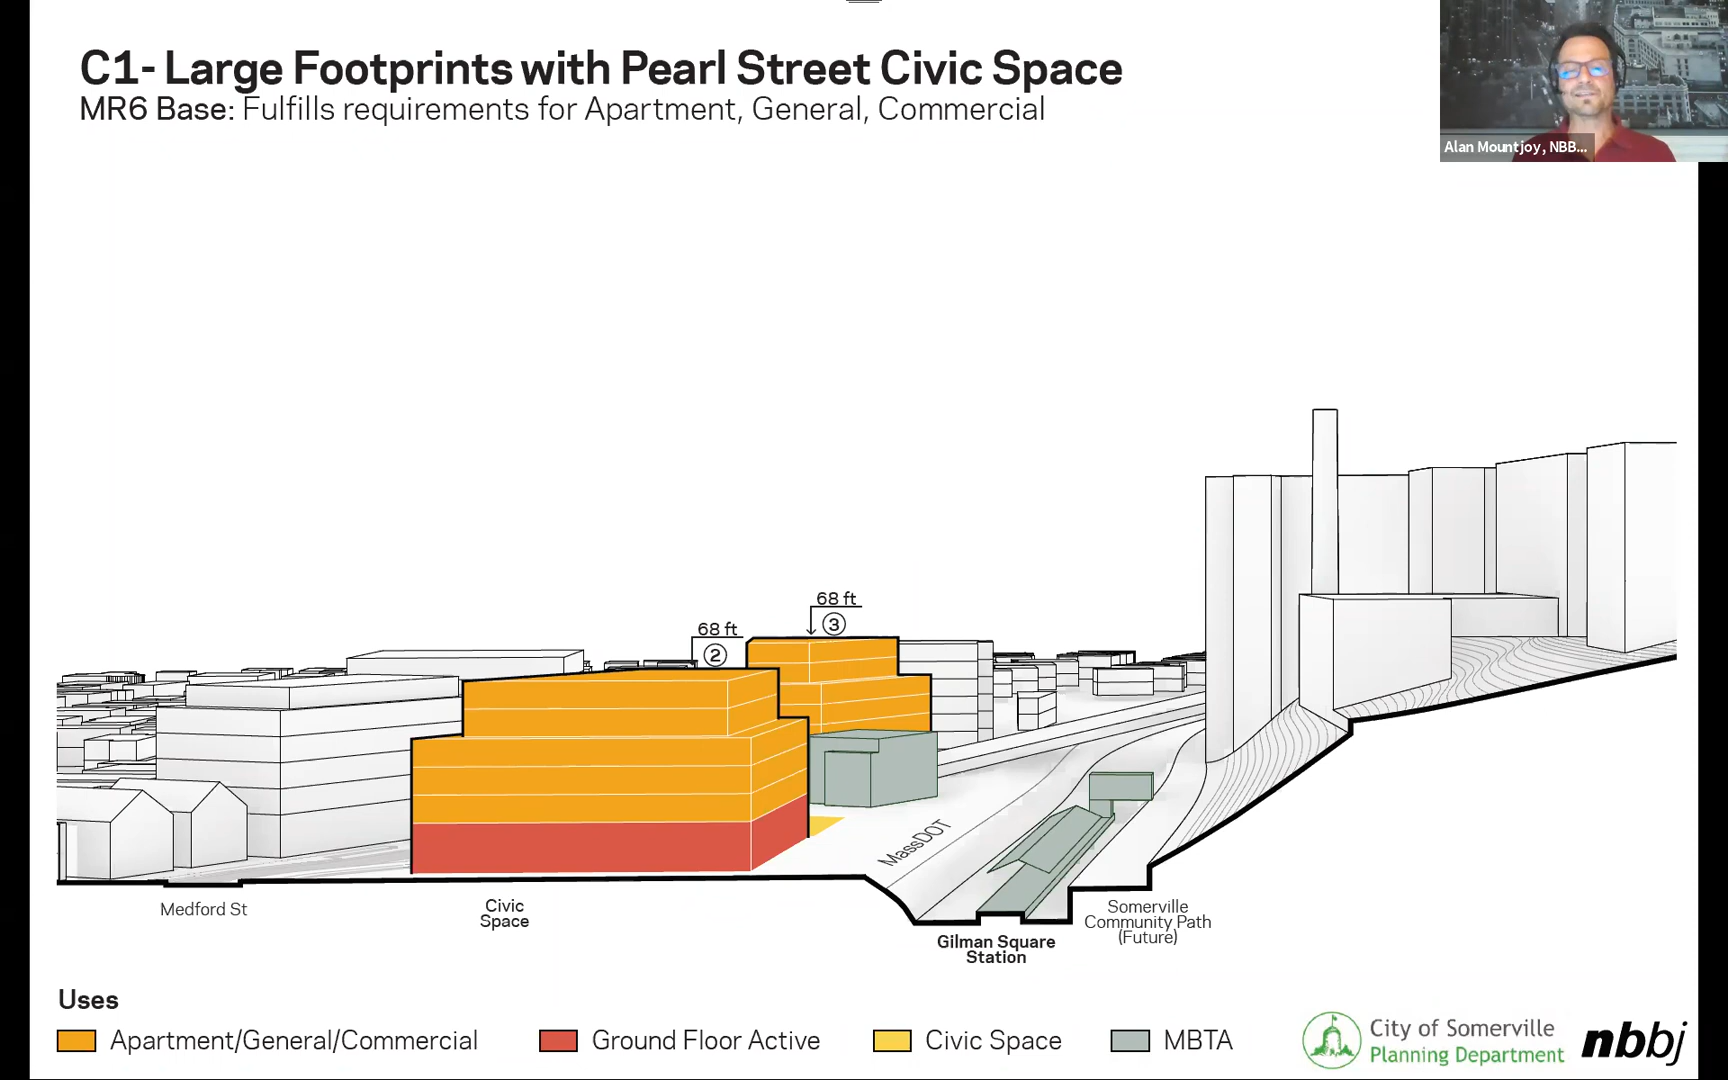 C1- Large Footprints with Pearl Street Civic Space
MR6 Base: Fulfills requirements for Apartment, General, Commercial
Alan Mountjoy, NBB...
68 ft
3
68 ft
2
MassDOT
Medford St
Civic
Space
Gilman Square
Station
Somerville
Community Path
(Future)
Uses
Apartment/General/Commercial
Ground Floor Active
Civic Space
MBTA
City of Somerville
Planning Department
nbbj